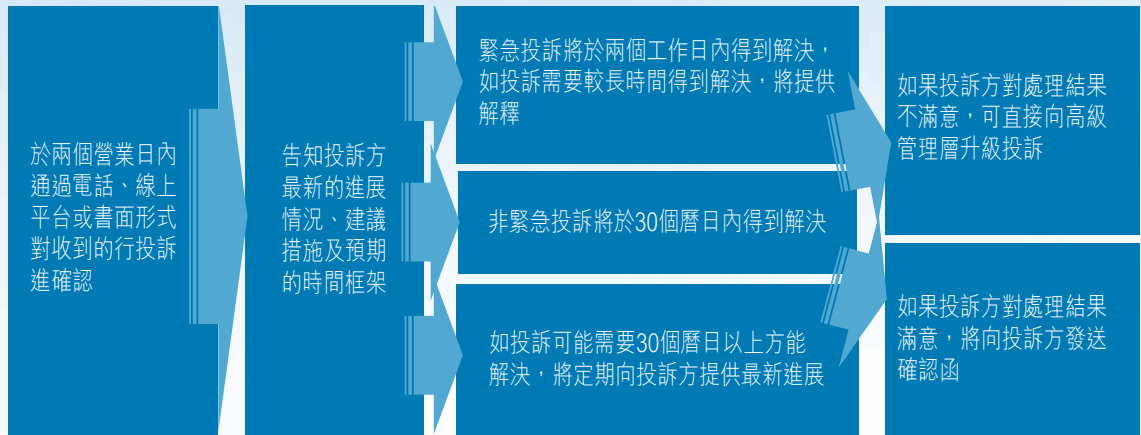 於兩個營業日內
通過電話、線上
平台或書面形式
對收到的行投訴
進確認
告知投訴方
最新的進展
情況、建議
措施及預期
的時間框架
緊急投訴將於兩個工作日內得到解決，
如投訴需要較長時間得到解決，將提供
解釋
非緊急投訴將於30個曆日內得到解決
如投訴可能需要30個曆日以上方能
解決，將定期向投訴方提供最新進展
如果投訴方對處理結果
不滿意，可直接向高級
管理層升級投訴
如果投訴方對處理結果
滿意，將向投訴方發送
確認函